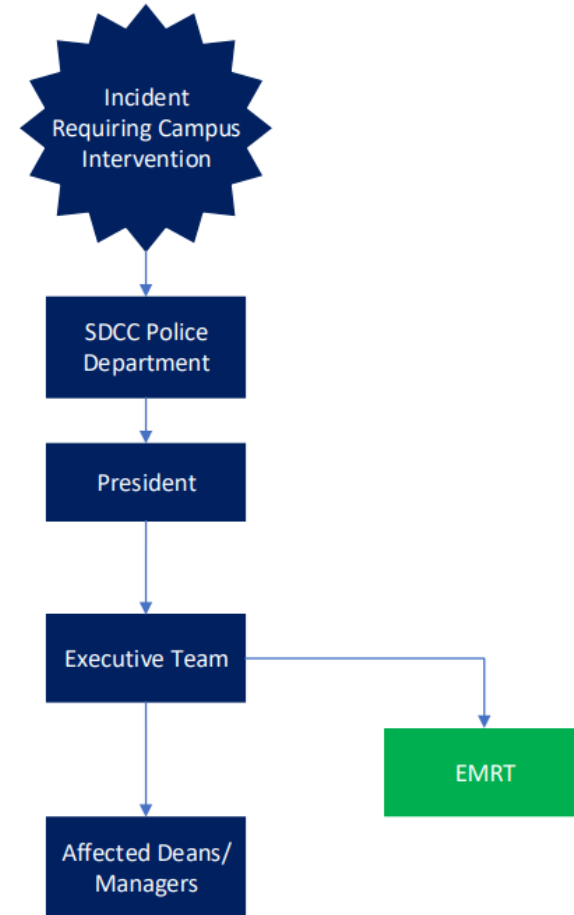 Incident
Requiring Campus
Intervention
SDCC Police
Department
President
Executive Team
EMRT
Affected Deans/
Managers